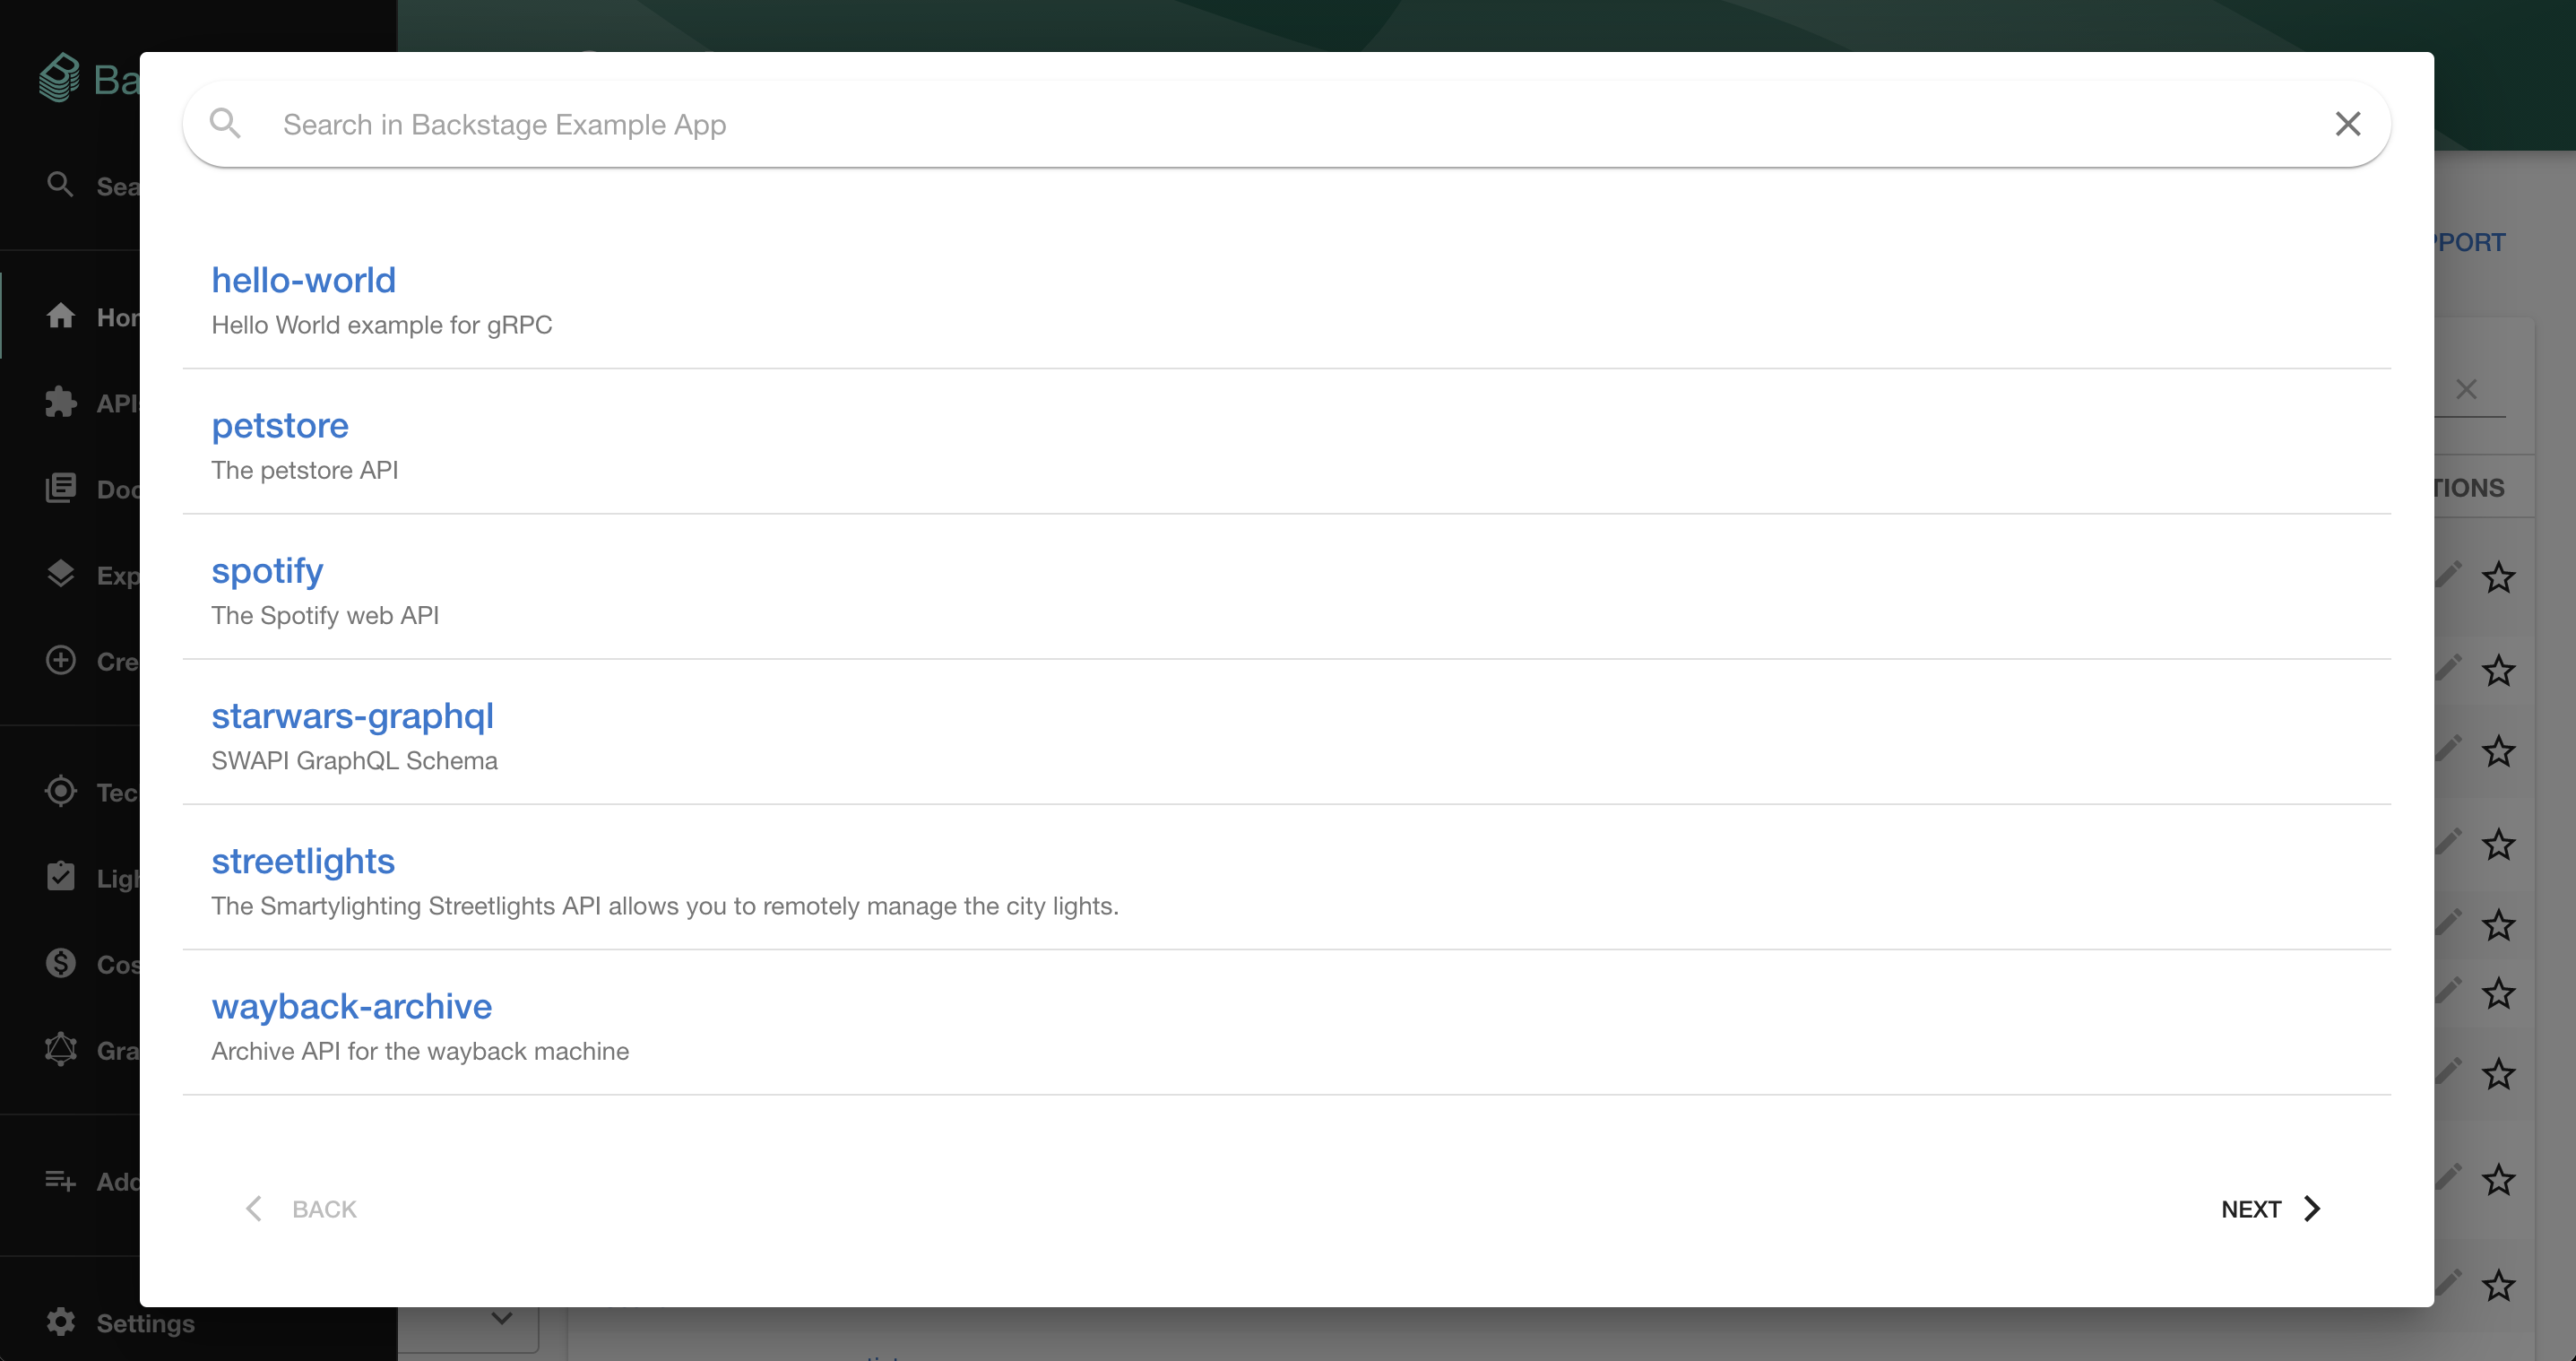 Search in Backstage Example App
hello-world
Hello World example for gRPC
petstore
The petstore API
spotify
The Spotify web API
starwars-graphql
SWAPI GraphQL Schema
streetlights
The Smartylighting Streetlights API allows you to remotely manage the city lights.
wayback-archive
Archive API for the wayback machine
BACK
NEXT
Ba
Sea
Hor
API
Doc
Exp
Cre
Tec
Ligh
Cos
Gra
Add
Settings
PORT
TIONS